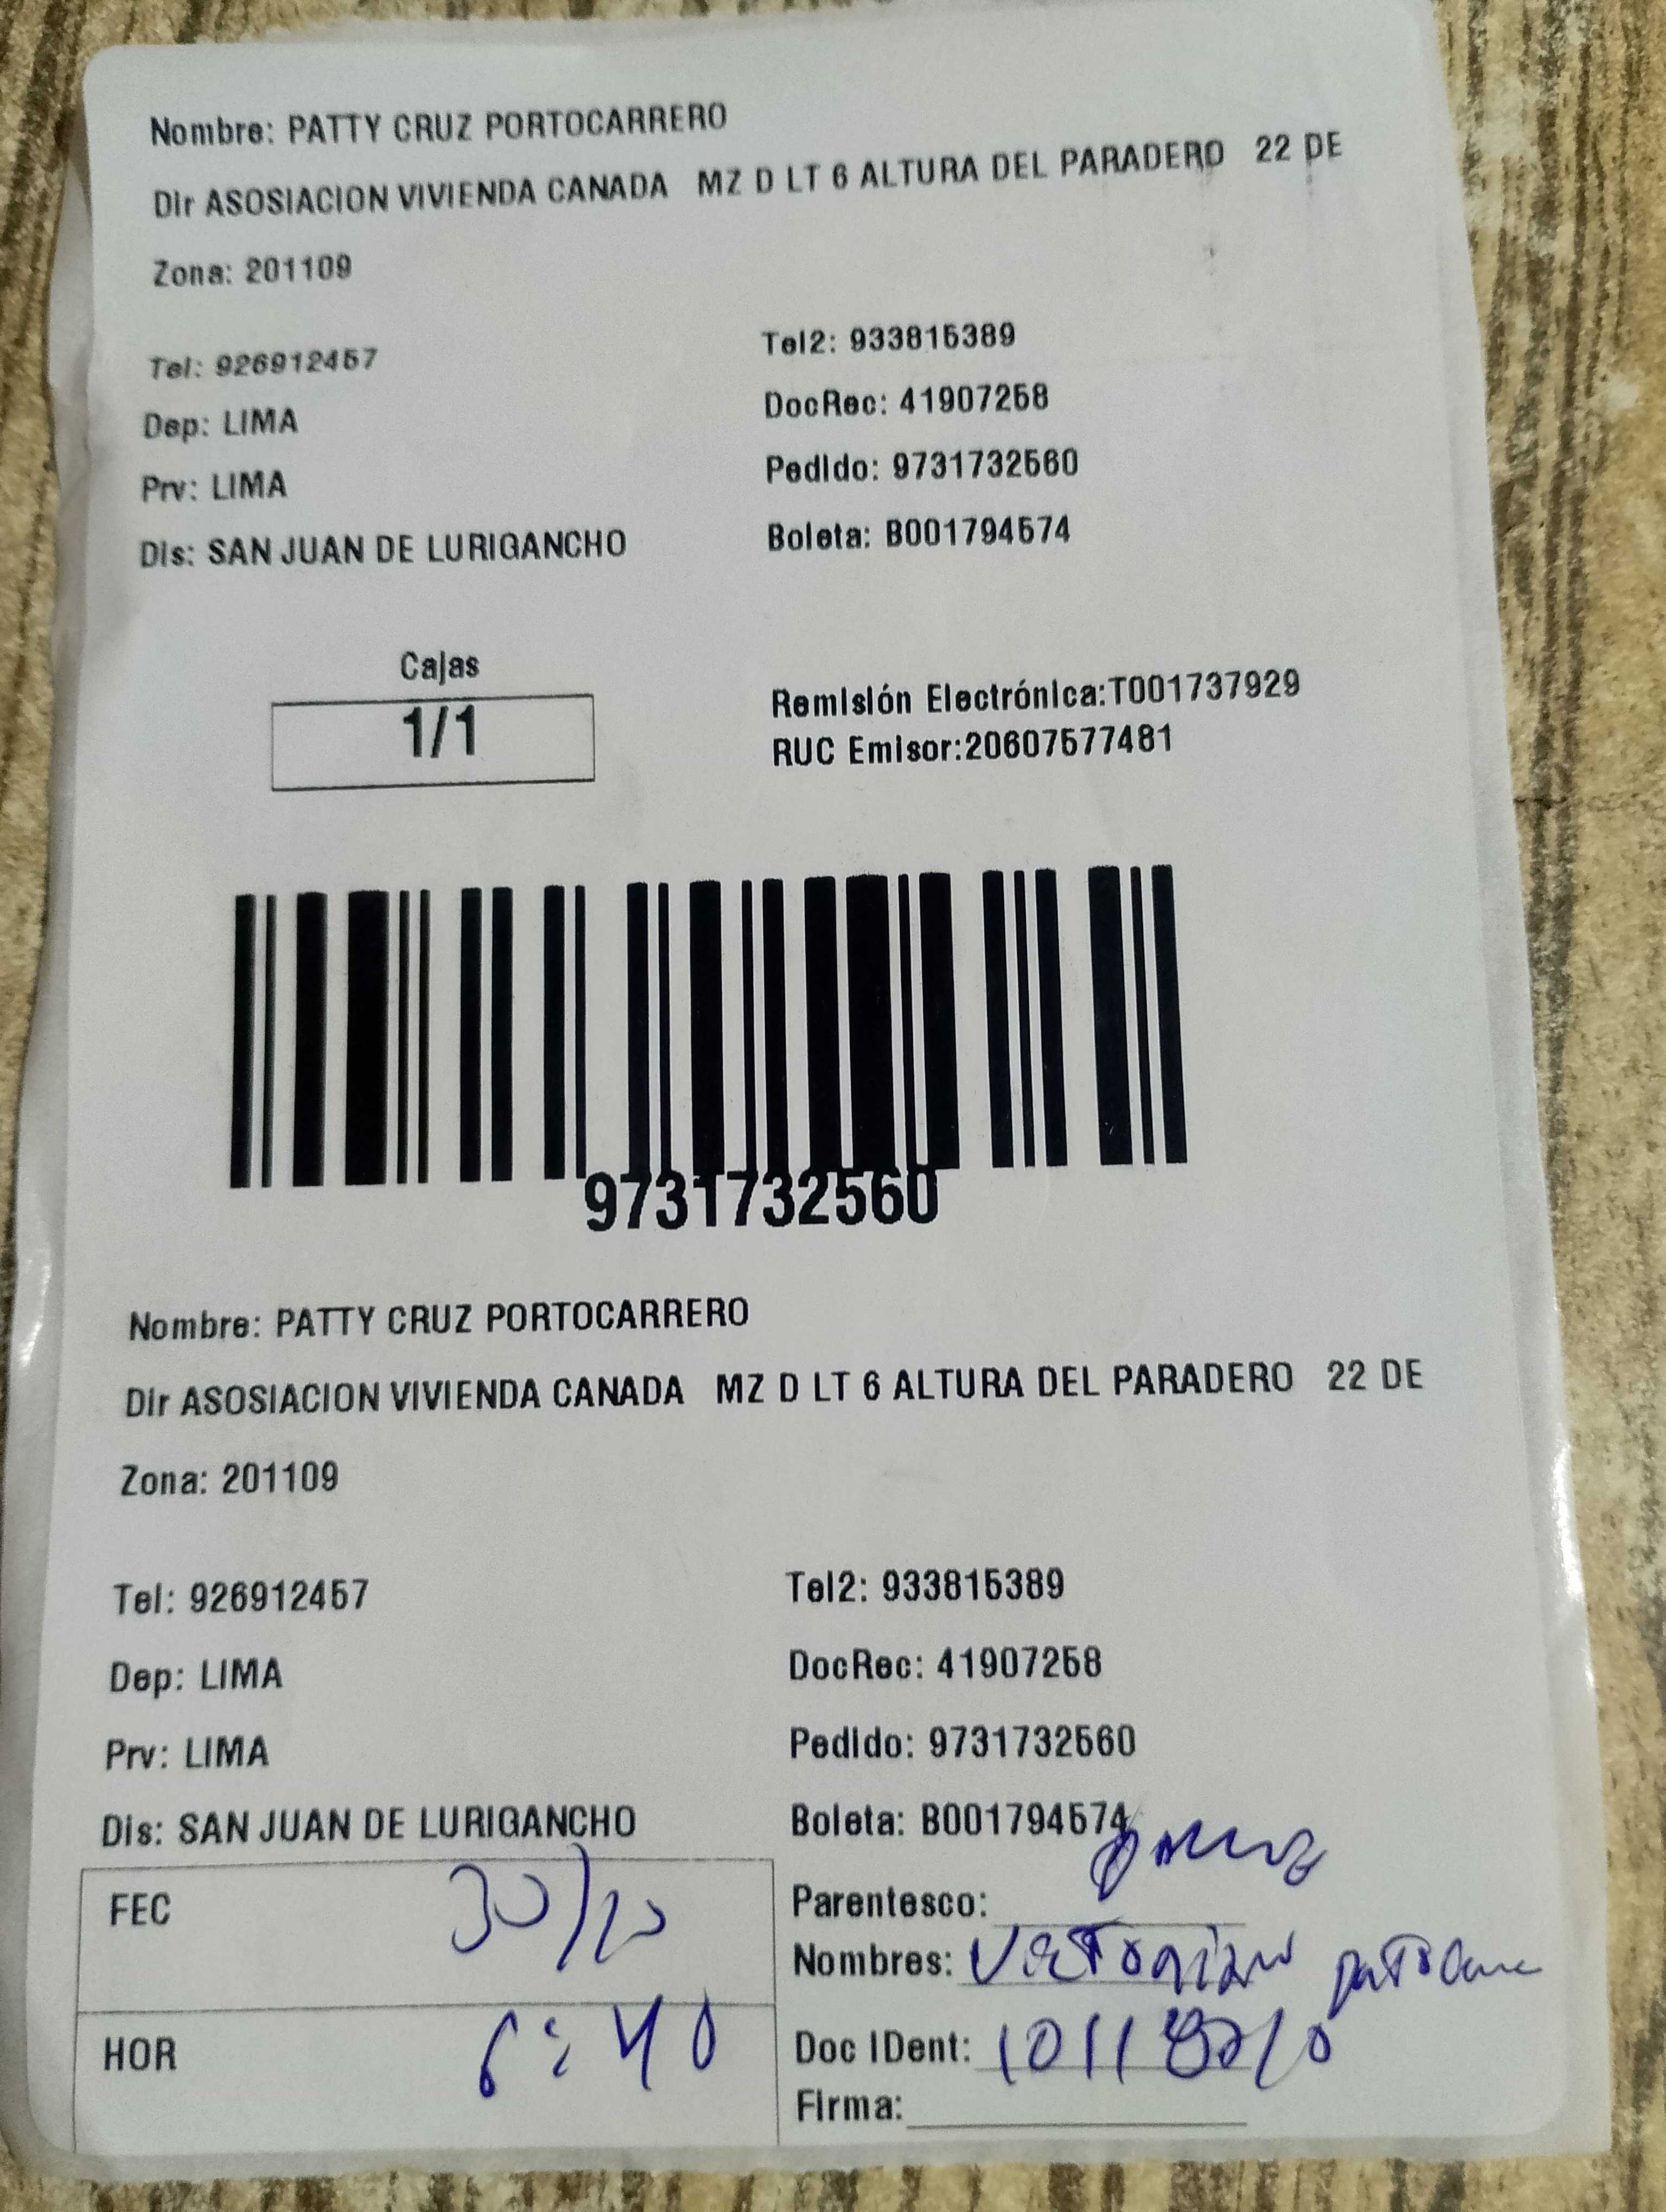 Nombre: PATTY CRUZ PORTOCARRERO
Dir ASOSIACION VIVIENDA CANADA MZ D LT 6 ALTURA DEL PARADERO 22 DE
Zona: 201109
Tel: 926912457 Tel2: 933815389
Dep: LIMA DocRec: 41907258
Prv: LIMA Pedido: 9731732560
Dis: SAN JUAN DE LURIGANCHO Boleta: B001794574
Cajas
1/1
Remisión Electrónica:T001737929
RUC Emisor:20607577481
9731732560
Nombre: PATTY CRUZ PORTOCARRERO
Dir ASOSIACION VIVIENDA CANADA MZ D LT 6 ALTURA DEL PARADERO 22 DE
Zona: 201109
Tel: 926912457 Tel2: 933815389
Dep: LIMA DocRec: 41907258
Prv: LIMA Pedido: 9731732560
Dis: SAN JUAN DE LURIGANCHO Boleta: B001794574
FEC
HOR 6:40
Parentesco:
Nombres:
Doc IDent:
Firma: